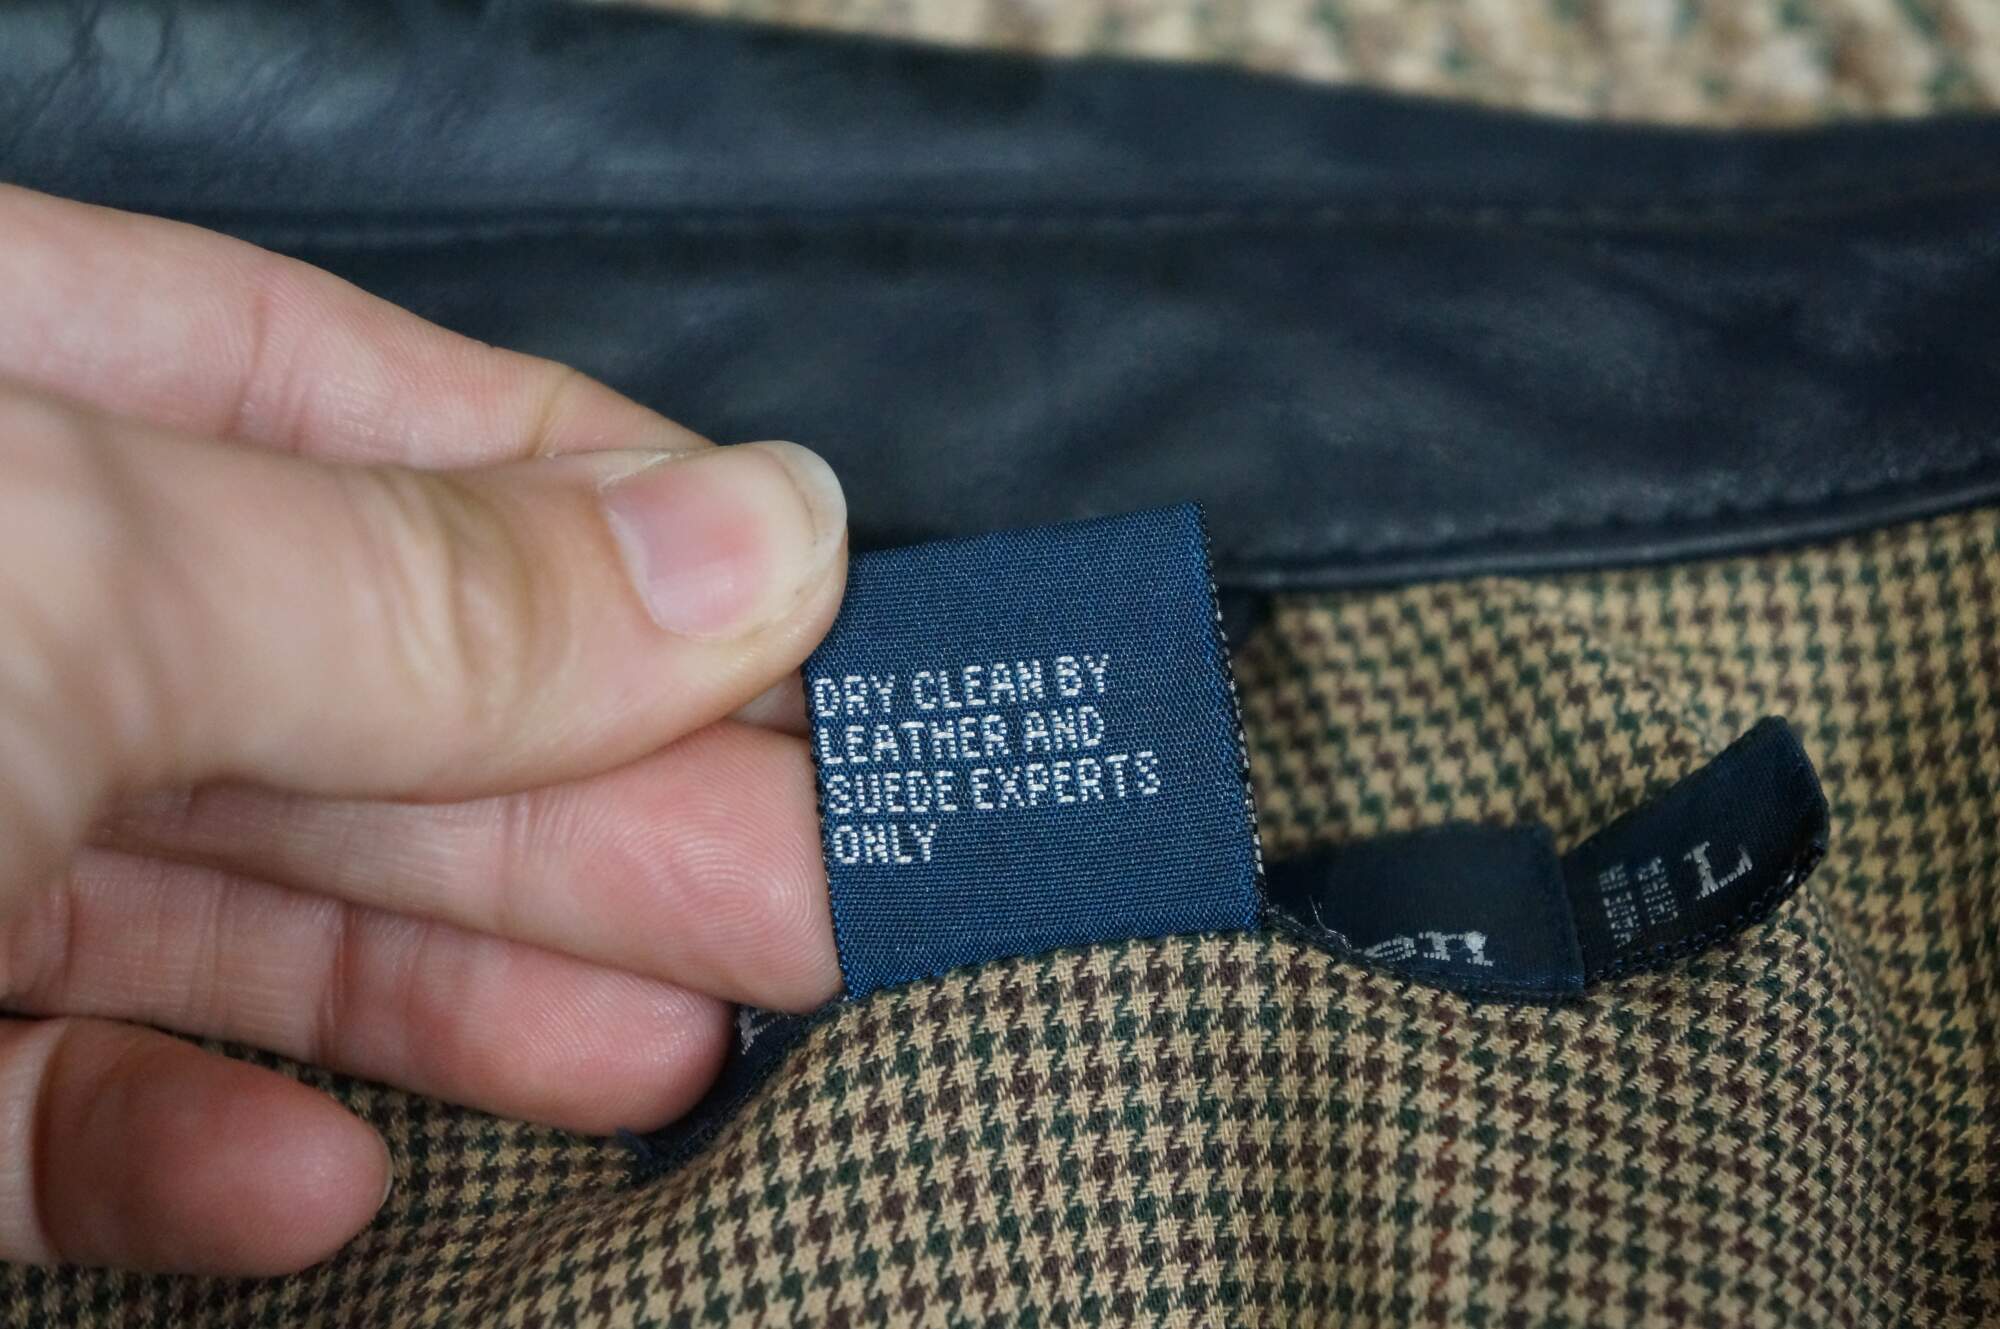 DRY CLEAN BY
LEATHER AND
SUEDE EXPERTS
ONLY
L